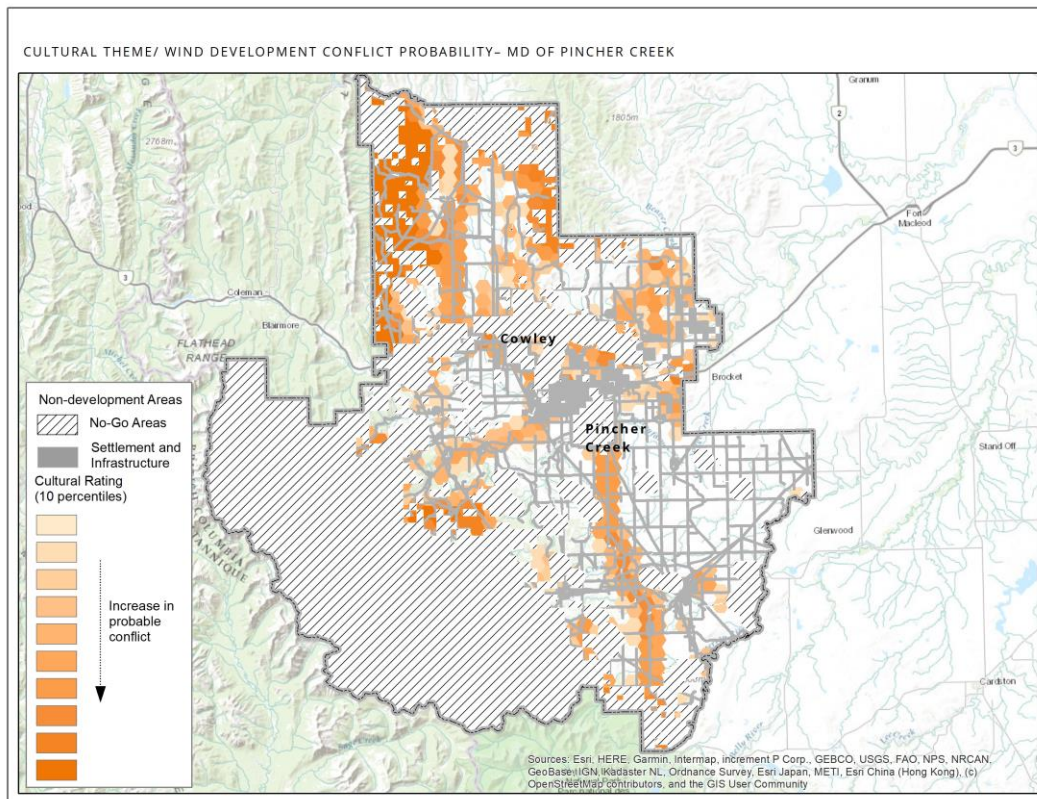 CULTURAL THEME/ WIND DEVELOPMENT CONFLICT PROBABILITY– MD OF PINCHER CREEK
Granum
2
1805m
2768m
3
Fort
Macleod
3
Coleman
Blairmore
FLATHEAD
RANGE
Cowley
Brocket
Pincher
Creek
Stand Off
Glenwood
Cardston
Non-development Areas
No-Go Areas
Settlement and
Infrastructure
Cultural Rating
(10 percentiles)
Increase in
probable
conflict
Sources: Esri, HERE, Garmin, Intermap, increment P Corp., GEBCO, USGS, FAO, NPS, NRCAN,
GeoBase, IGN, Kadaster NL, Ordnance Survey, Esri Japan, METI, Esri China (Hong Kong), (c)
OpenStreetMap contributors, and the GIS User Community